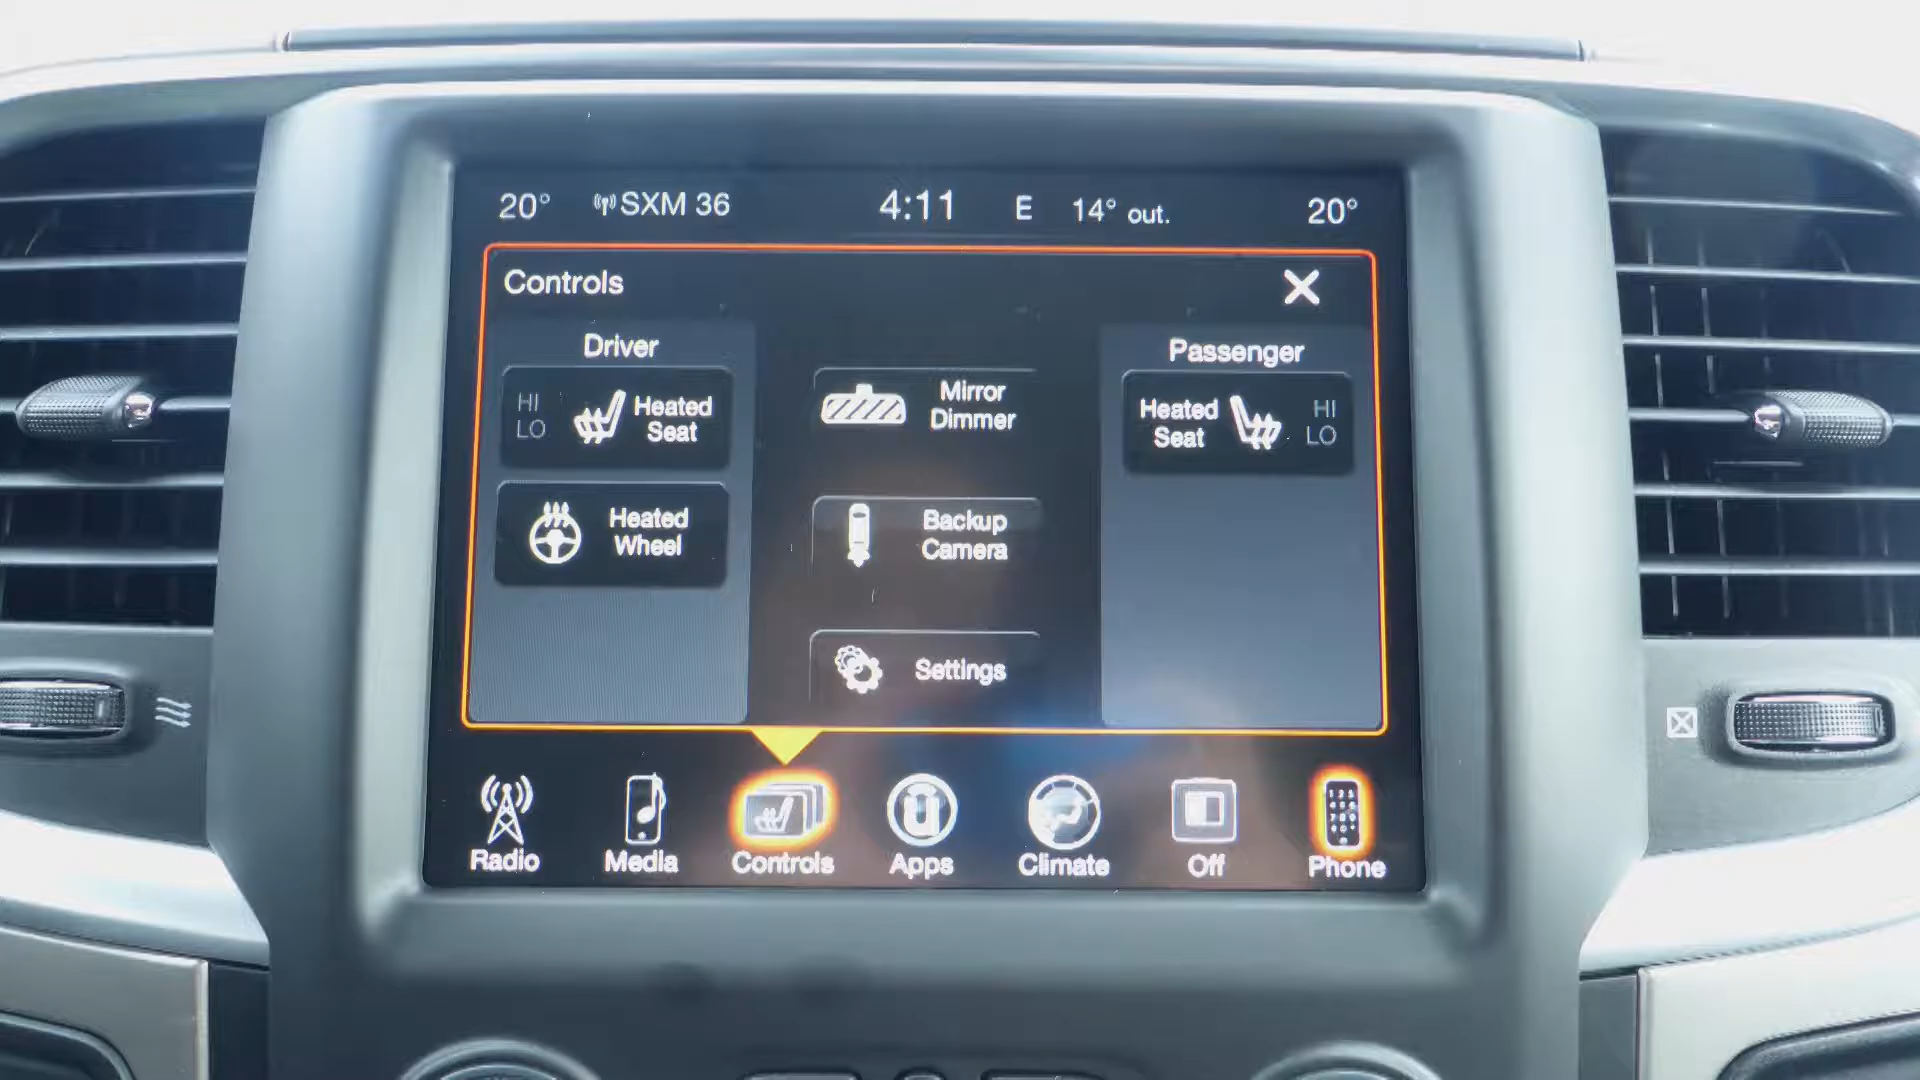 20° SXM 36 4:11 E 14° out. 20°
Controls
Driver
HI
LO
Heated
Seat
Heated
Wheel
Mirror
Dimmer
Backup
Camera
Settings
Passenger
Heated
Seat
HI
LO
Radio Media Controls Apps Climate Off Phone